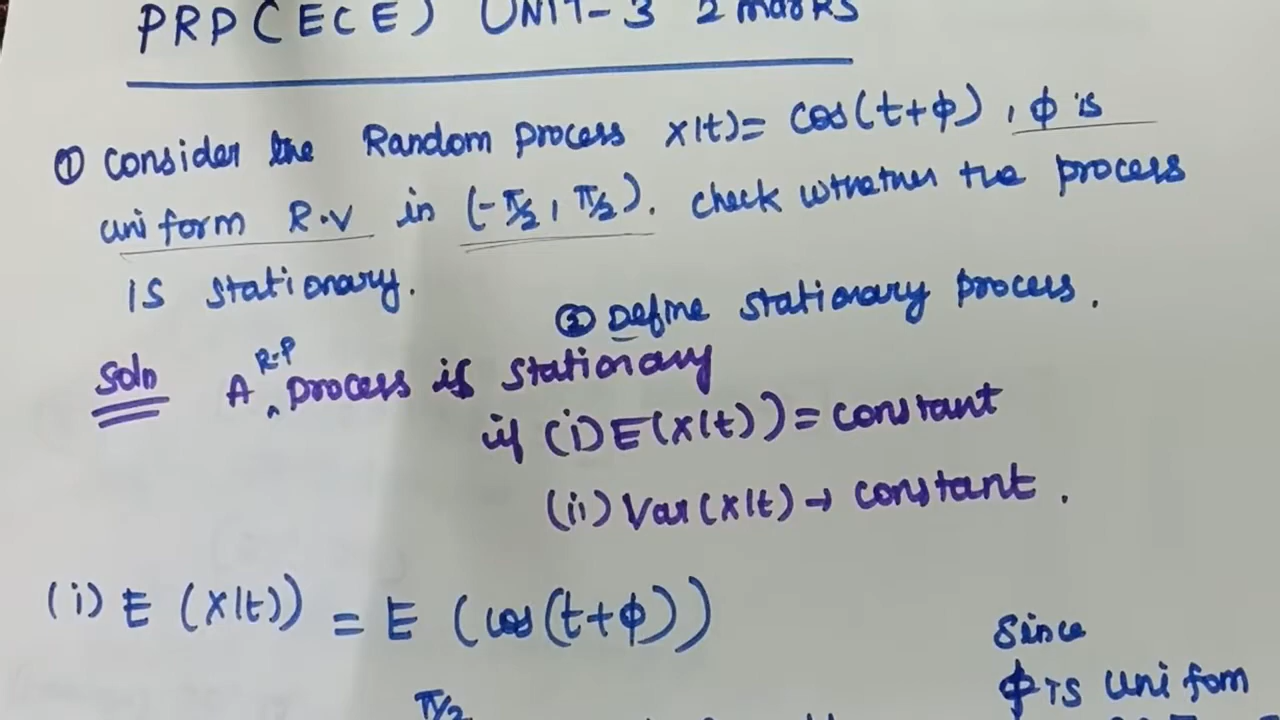 PRP (ECE) UNIT-3 2 marks
① Consider the Random process x(t)= cos(t+ϕ), ϕ is
uniform R.V in (-π/2, π/2). check whether the process
is stationary.
② Define stationary process.
Soln A R.P process is stationary
if (i) E(x(t)) = constant
(ii) Var(x(t) → constant.
(i) E (x(t)) = E (cos(t+ϕ))
Since
π/2
ϕ is uniform